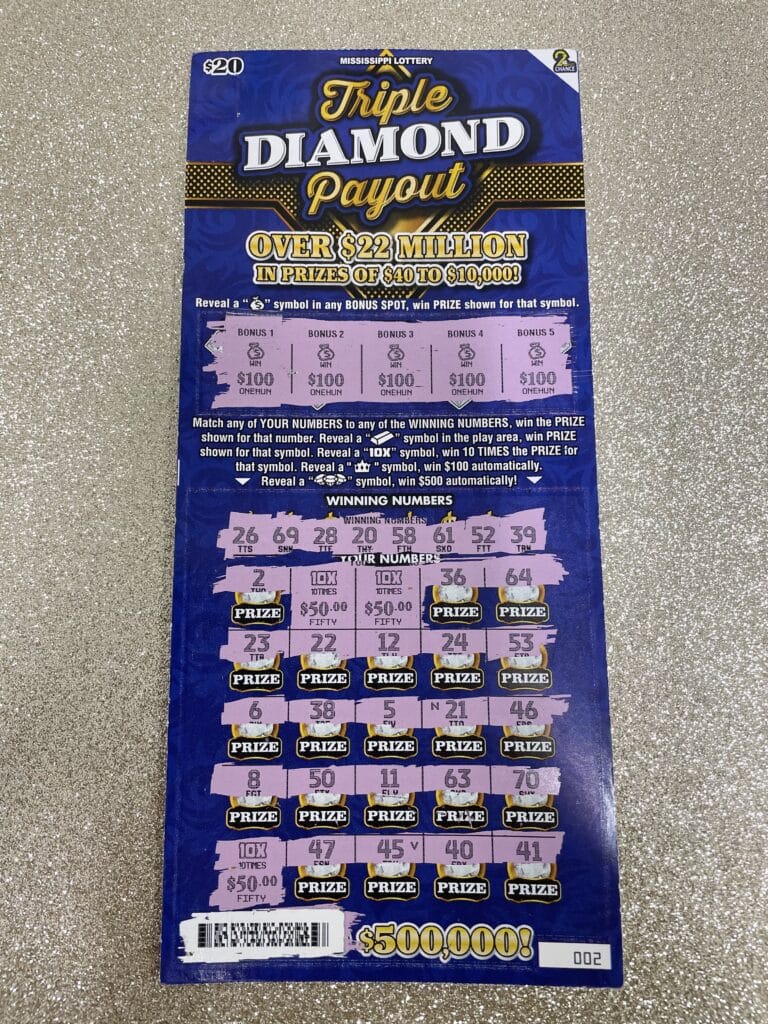 $20
MISSISSIPPI LOTTERY
2nd CHANCE
Triple
DIAMOND
Payout
OVER $22 MILLION
IN PRIZES OF $40 TO $10,000!
Reveal a " $ " symbol in any BONUS SPOT, win PRIZE shown for that symbol.
BONUS 1 BONUS 2 BONUS 3 BONUS 4 BONUS 5
WIN WIN WIN WIN WIN
$100 $100 $100 $100 $100
ONEHUN ONEHUN ONEHUN ONEHUN ONEHUN
Match any of YOUR NUMBERS to any of the WINNING NUMBERS, win the PRIZE
shown for that number. Reveal a " " symbol in the play area, win PRIZE
shown for that symbol. Reveal a "10X" symbol, win 10 TIMES the PRIZE for
that symbol. Reveal a " " symbol, win $100 automatically.
Reveal a " " symbol, win $500 automatically!
WINNING NUMBERS
WINNING NUMBERS
26 69 28 20 58 61 52 39
TTS SNN TTE THY FTH SXO FTT TRN
YOUR NUMBERS
2 10X 10X 36 64
10TIMES 10TIMES
PRIZE $50.00 $50.00 PRIZE PRIZE
FIFTY FIFTY
23 22 12 24 53
PRIZE PRIZE PRIZE PRIZE PRIZE
6 38 5 N 21 46
PRIZE PRIZE PRIZE PRIZE PRIZE
8 50 11 63 70
EGT
PRIZE PRIZE PRIZE PRIZE PRIZE
10X 47 45 V 40 41
10TIMES
$50.00 PRIZE PRIZE PRIZE PRIZE
FIFTY
$500,000!
002